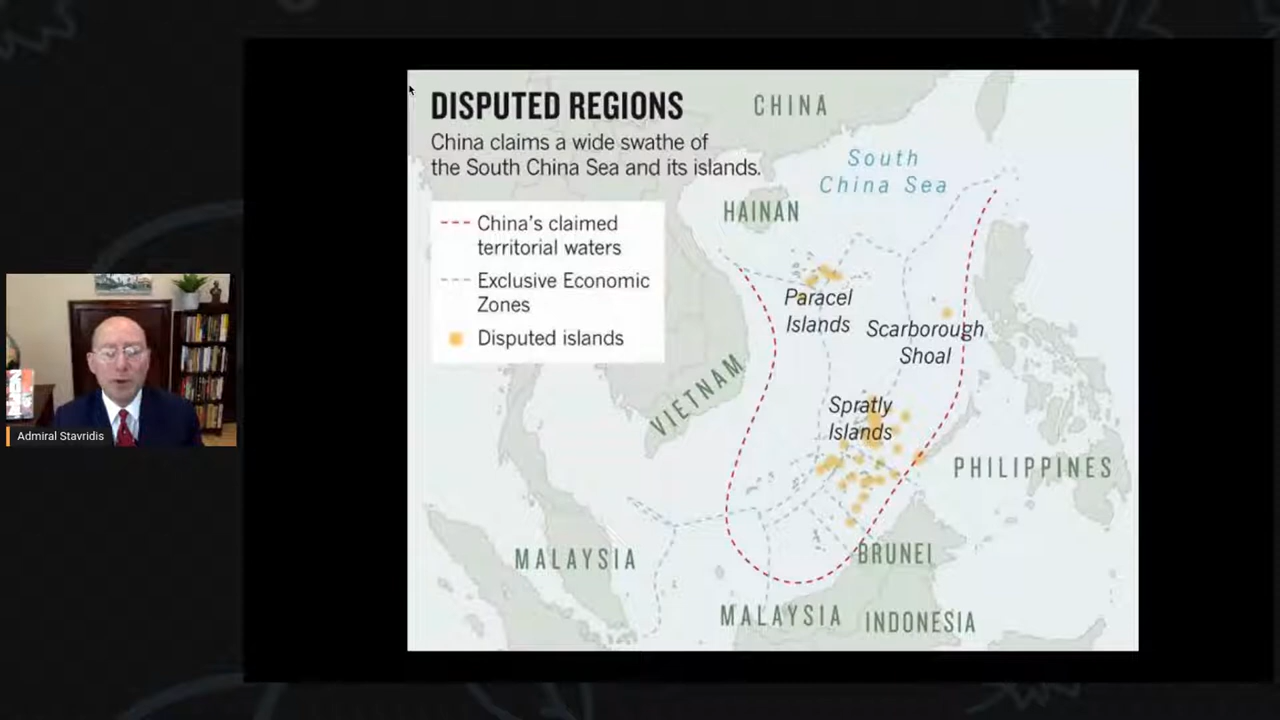 DISPUTED REGIONS
China claims a wide swathe of
the South China Sea and its islands.
China's claimed
territorial waters
Exclusive Economic
Zones
Disputed islands
CHINA
South
China Sea
HAINAN
Paracel
Islands
Scarborough
Shoal
VIETNAM
Spratly
Islands
PHILIPPINES
MALAYSIA
BRUNEI
MALAYSIA
INDONESIA
Admiral Stavridis